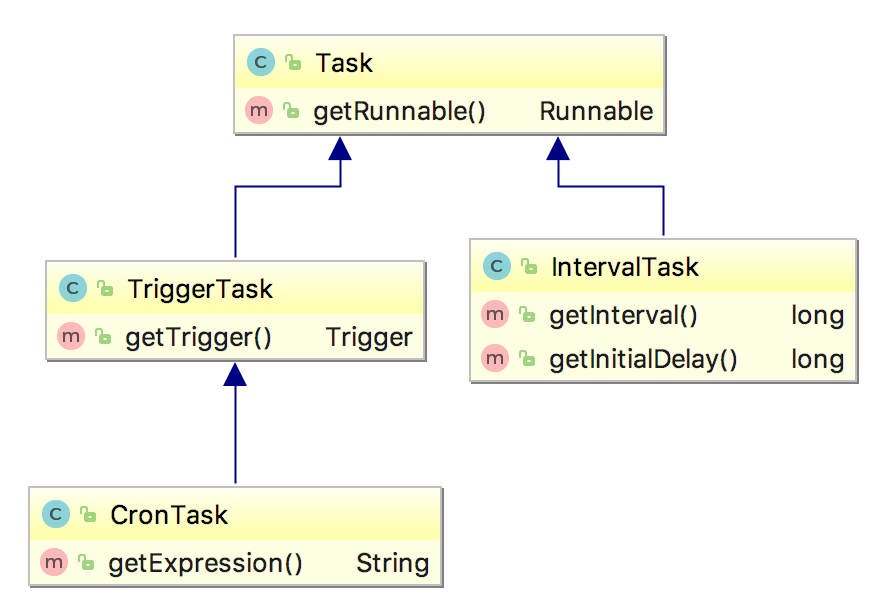 C Task
m getRunnable() Runnable
C TriggerTask
m getTrigger() Trigger
C IntervalTask
m getInterval() long
m getInitialDelay() long
C CronTask
m getExpression() String